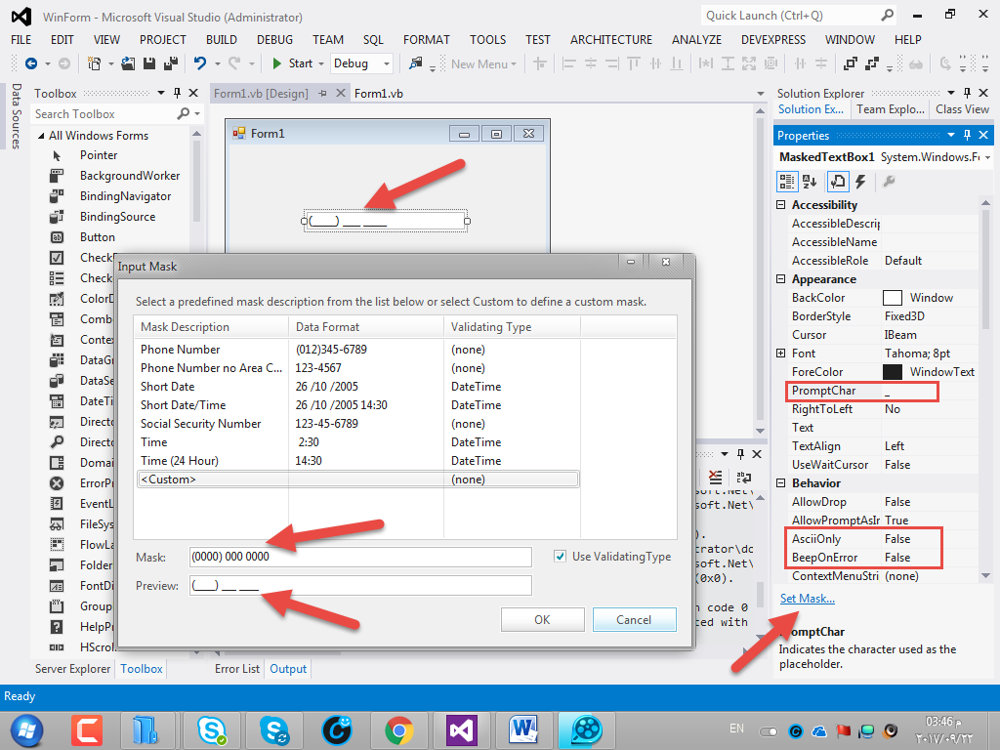 WinForm - Microsoft Visual Studio (Administrator)
Quick Launch (Ctrl+Q)
FILE EDIT VIEW PROJECT BUILD DEBUG TEAM SQL FORMAT TOOLS TEST ARCHITECTURE ANALYZE DEVEXPRESS WINDOW HELP
Start Debug New Menu
Data Sources
Toolbox
Search Toolbox
All Windows Forms
Pointer
BackgroundWorker
BindingNavigator
BindingSource
Button
Check
Check
ColorD
Comb
Contex
DataGr
DataSe
DateTi
Directo
Directo
Domai
ErrorPr
EventL
FileSys
FlowLa
Folder
FontDi
Group
HelpPr
HScrol
Server Explorer Toolbox
Form1.vb [Design] Form1.vb
Form1
(____) ___ ____
Input Mask
Select a predefined mask description from the list below or select Custom to define a custom mask.
Mask Description Data Format Validating Type
Phone Number (012)345-6789 (none)
Phone Number no Area C... 123-4567 (none)
Short Date 26 /10 /2005 DateTime
Short Date/Time 26 /10 /2005 14:30 DateTime
Social Security Number 123-45-6789 (none)
Time 2:30 DateTime
Time (24 Hour) 14:30 DateTime
<Custom> (none)
Mask: (0000) 000 0000 Use ValidatingType
Preview: (____) ___ ____
OK Cancel
soft.Net\
soft.Net\
).
rator\do
soft.Net\
(0x0).
n code 0
ted with
Error List Output
Solution Explorer
Solution Ex... Team Explo... Class View
Properties
MaskedTextBox1 System.Windows.Fo
Accessibility
AccessibleDescrip
AccessibleName
AccessibleRole Default
Appearance
BackColor Window
BorderStyle Fixed3D
Cursor IBeam
Font Tahoma; 8pt
ForeColor WindowText
PromptChar _
RightToLeft No
Text
TextAlign Left
UseWaitCursor False
Behavior
AllowDrop False
AllowPromptAsIn True
AsciiOnly False
BeepOnError False
ContextMenuStri (none)
Set Mask...
PromptChar
Indicates the character used as the
placeholder.
Ready
EN
03:46 م
٢٠١٧/٠٩/٢٢